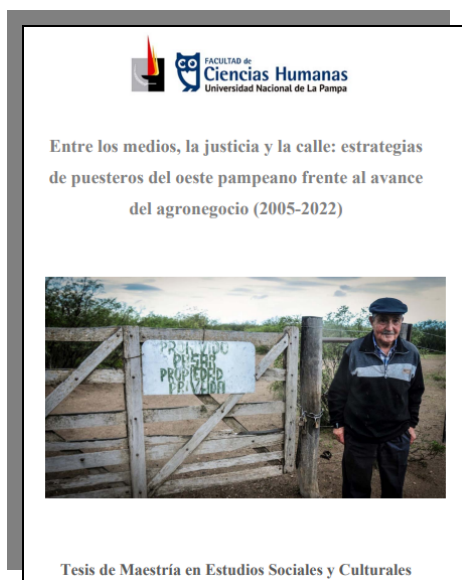 FACULTAD de
Ciencias Humanas
Universidad Nacional de La Pampa
Entre los medios, la justicia y la calle: estrategias
de puesteros del oeste pampeano frente al avance
del agronegocio (2005-2022)
PROHIBIDO
PASAR
PROPIEDAD
PRIVADA
Tesis de Maestría en Estudios Sociales y Culturales